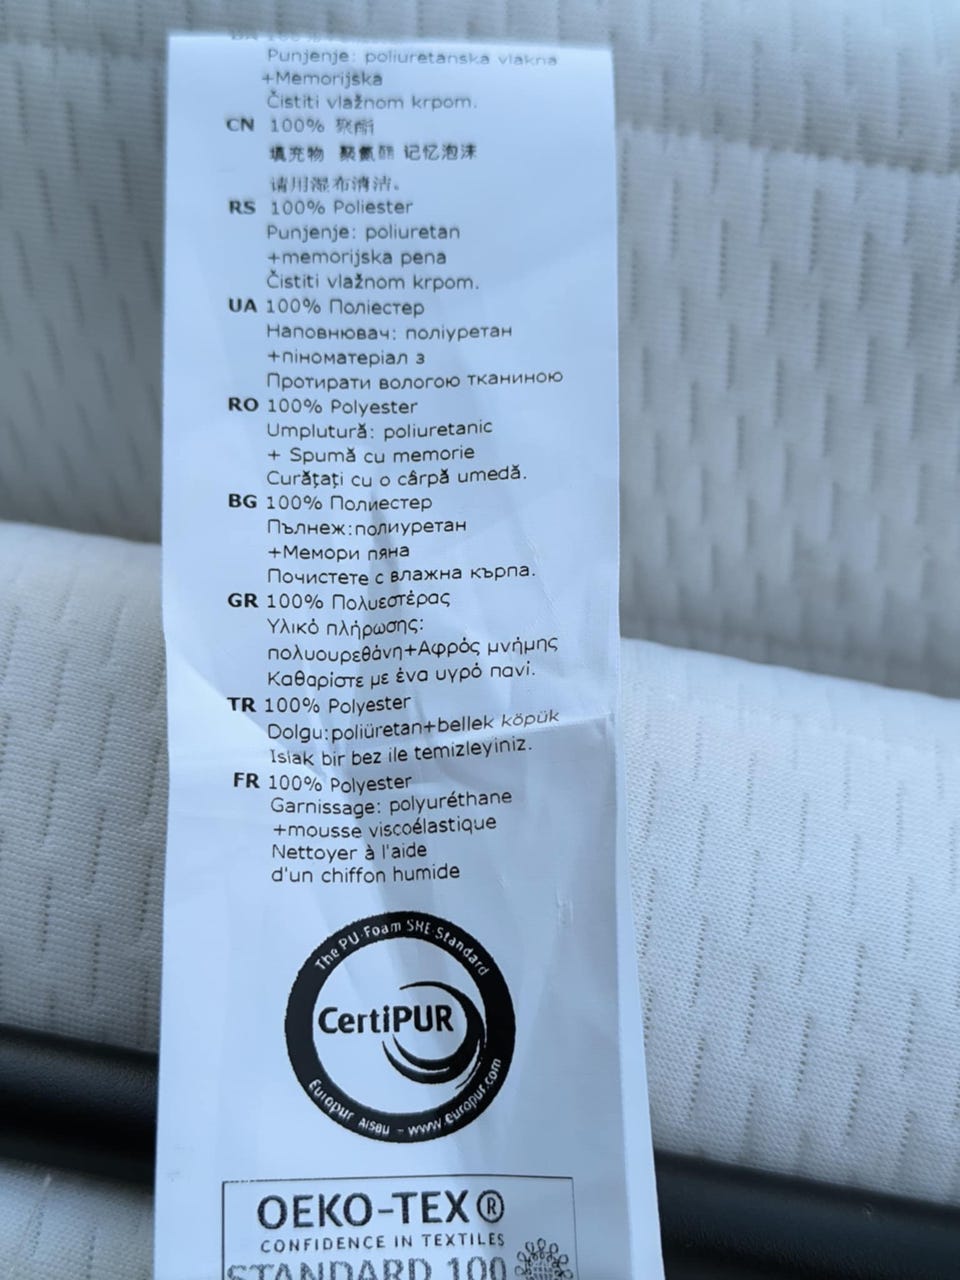 Punjenje: poliuretanska vlakna
+Memorijska
Čistiti vlažnom krpom.
CN 100% 聚酯
填充物 聚氨酯 记忆泡沫
请用湿布清洁。
RS 100% Poliester
Punjenje: poliuretan
+memorijska pena
Čistiti vlažnom krpom.
UA 100% Поліестер
Наповнювач: поліуретан
+піноматеріал з
Протирати вологою тканиною
RO 100% Polyester
Umplutură: poliuretanic
+ Spumă cu memorie
Curățați cu o cârpă umedă.
BG 100% Полиестер
Пълнеж:полиуретан
+Мемори пяна
Почистете с влажна кърпа.
GR 100% Πολυεστέρας
Υλικό πλήρωσης:
πολυουρεθάνη+Αφρός μνήμης
Καθαρίστε με ένα υγρό πανί.
TR 100% Polyester
Dolgu:poliüretan+bellek köpük
Islak bir bez ile temizleyiniz.
FR 100% Polyester
Garnissage: polyuréthane
+mousse viscoélastique
Nettoyer à l'aide
d'un chiffon humide
The PU-Foam SHE-Standard
CertiPUR
Europur AISBL - www.europur.com
OEKO-TEX®
CONFIDENCE IN TEXTILES
STANDARD 100